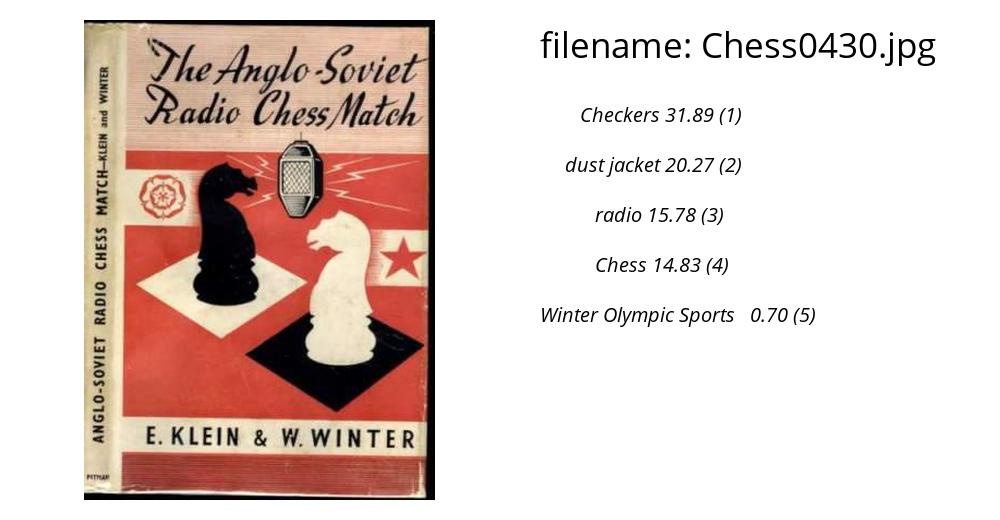 The Anglo-Soviet
Radio Chess Match
E. KLEIN & W. WINTER
ANGLO-SOVIET RADIO CHESS MATCH—KLEIN and WINTER
PITMAN
filename: Chess0430.jpg
Checkers 31.89 (1)
dust jacket 20.27 (2)
radio 15.78 (3)
Chess 14.83 (4)
Winter Olympic Sports 0.70 (5)